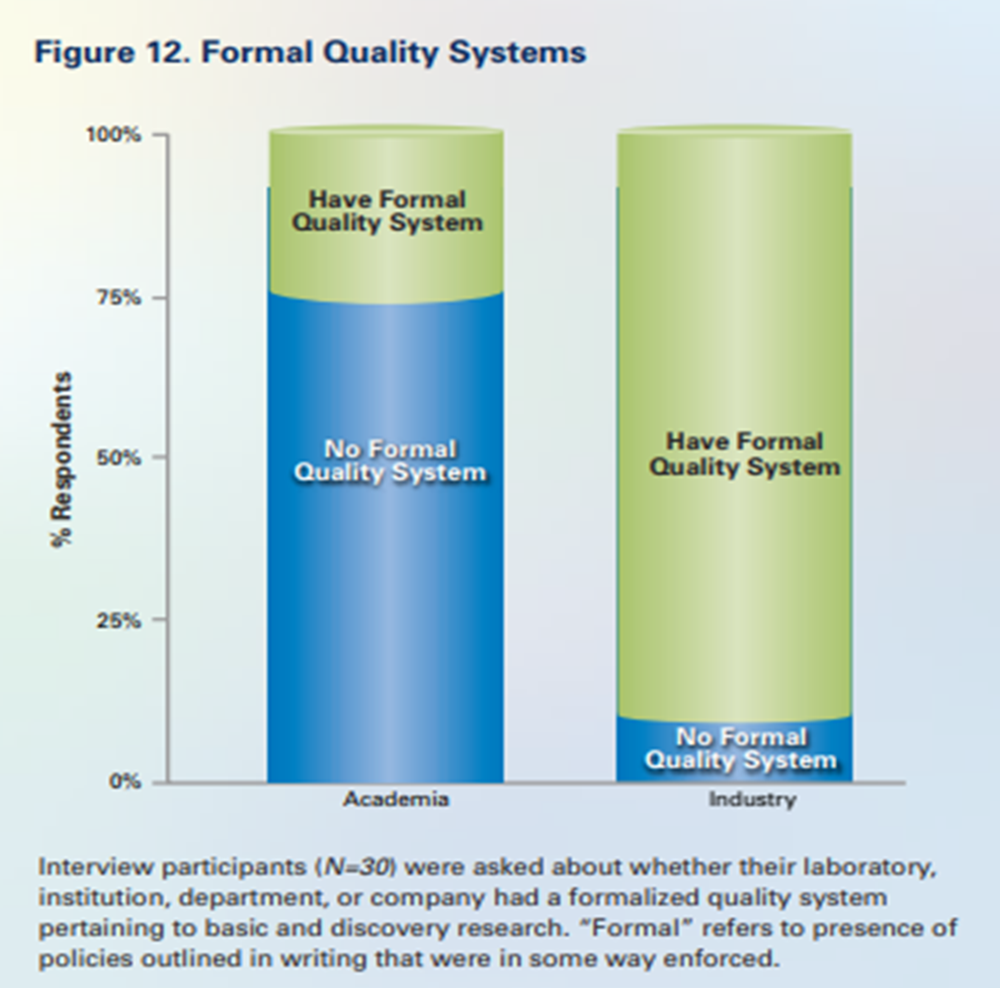 Figure 12. Formal Quality Systems
100%
75%
50%
25%
0%
% Respondents
Have Formal
Quality System
No Formal
Quality System
Have Formal
Quality System
No Formal
Quality System
Academia
Industry
Interview participants (N=30) were asked about whether their laboratory,
institution, department, or company had a formalized quality system
pertaining to basic and discovery research. “Formal” refers to presence of
policies outlined in writing that were in some way enforced.